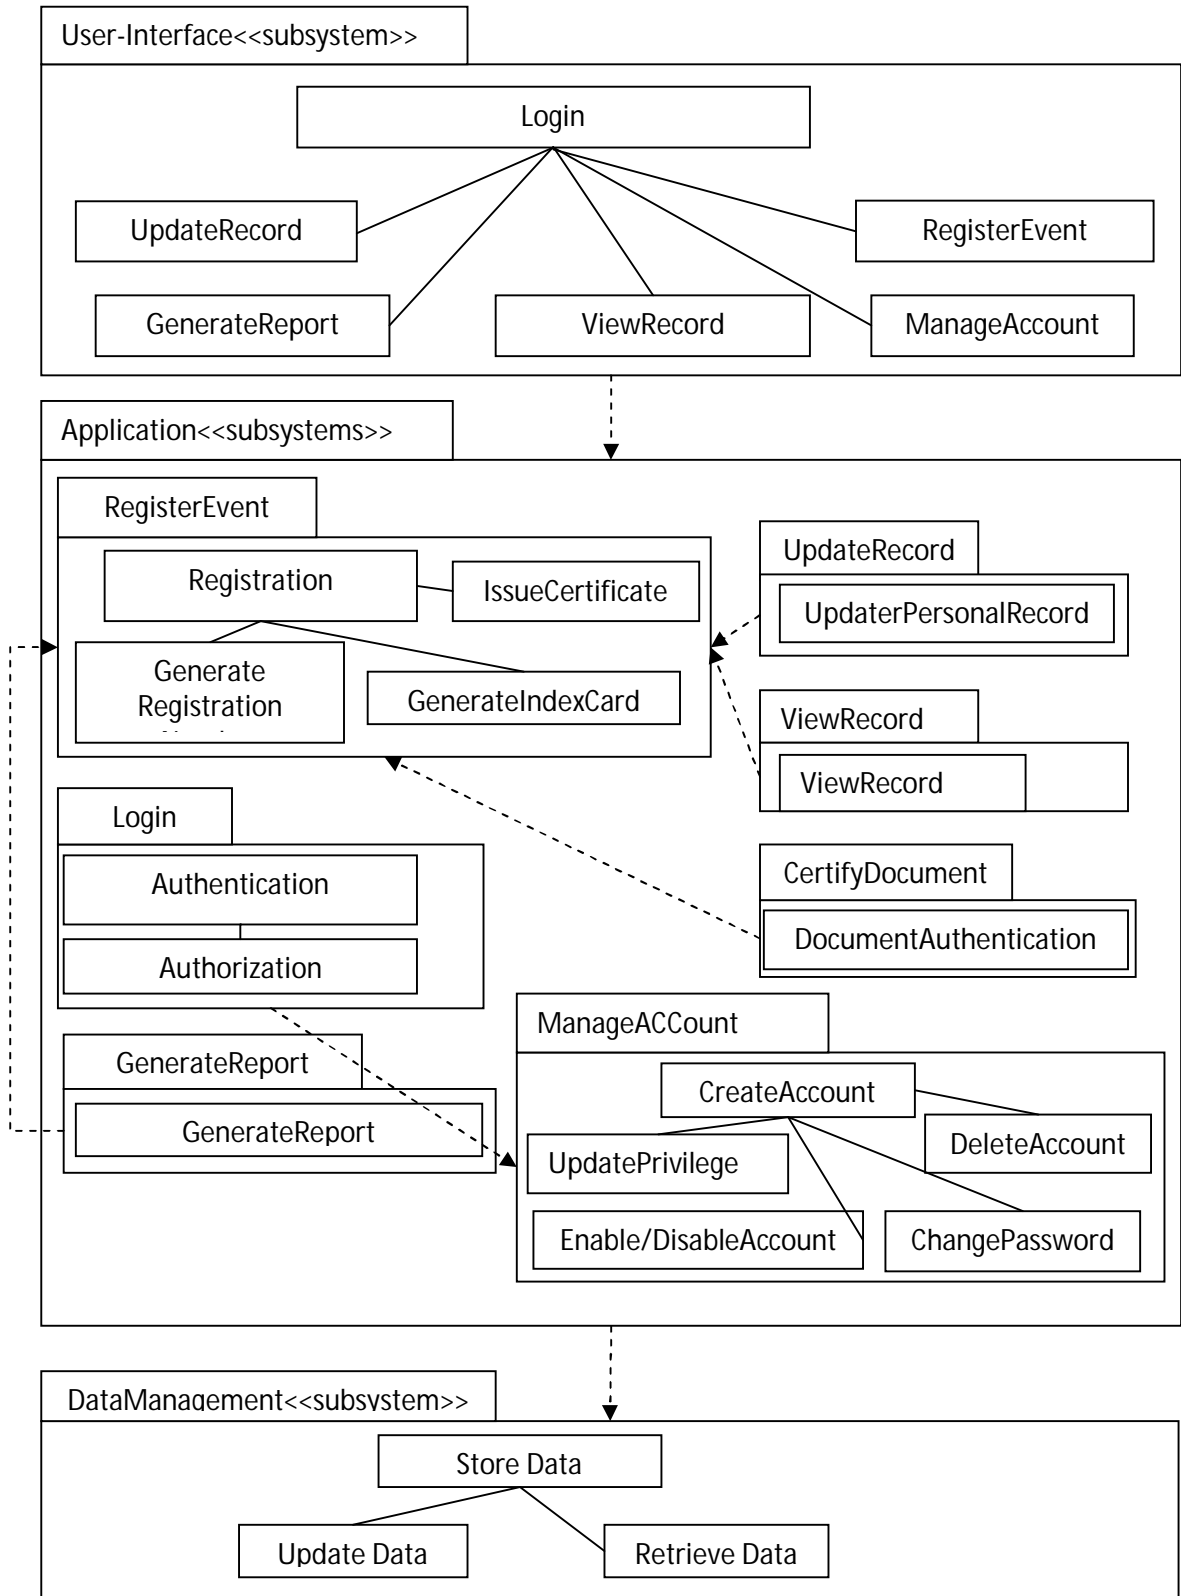 User-Interface<<subsystem>>
Login
UpdateRecord
RegisterEvent
GenerateReport
ViewRecord
ManageAccount
Application<<subsystems>>
RegisterEvent
Registration
IssueCertificate
Generate
Registration
GenerateIndexCard
UpdateRecord
UpdaterPersonalRecord
ViewRecord
ViewRecord
Login
Authentication
Authorization
CertifyDocument
DocumentAuthentication
GenerateReport
GenerateReport
ManageACCount
CreateAccount
DeleteAccount
UpdatePrivilege
Enable/DisableAccount
ChangePassword
DataManagement<<subsystem>>
Store Data
Update Data
Retrieve Data